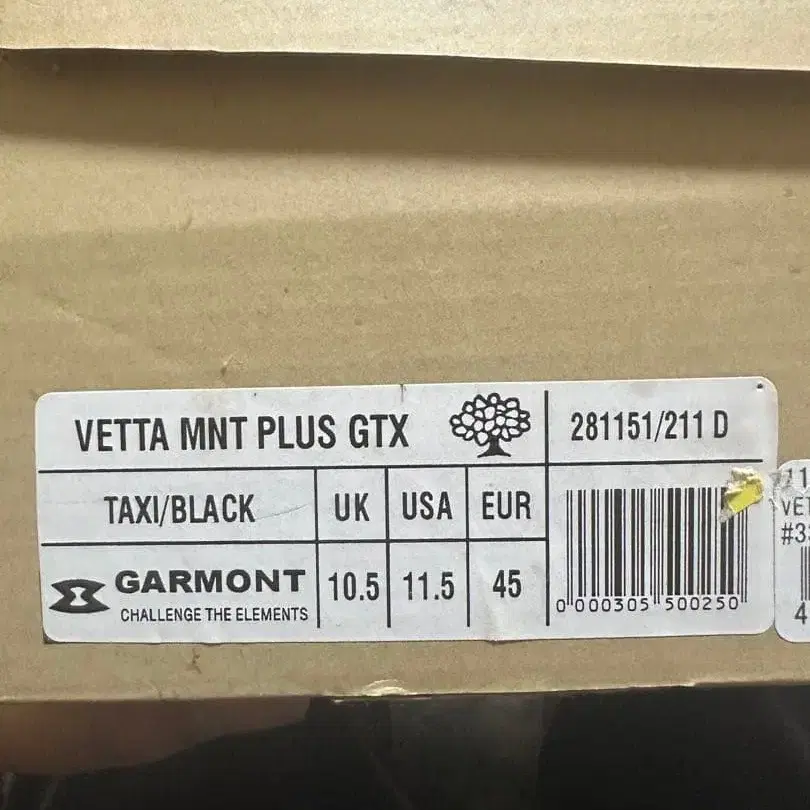 VETTA MNT PLUS GTX
281151/211 D
TAXI/BLACK UK USA EUR
GARMONT 10.5 11.5 45
CHALLENGE THE ELEMENTS
0 000305 500250